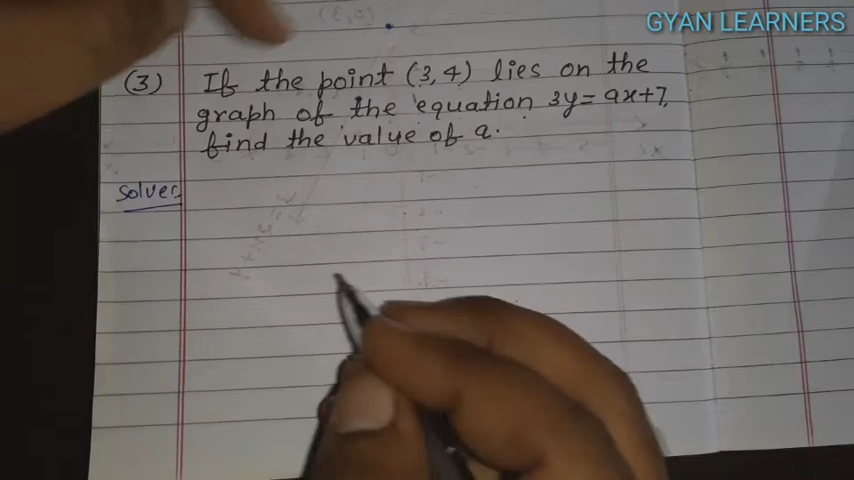 GYAN LEARNERS
(3) If the point (3,4) lies on the
graph of the equation 3y = ax+7,
find the value of a.
Solve: